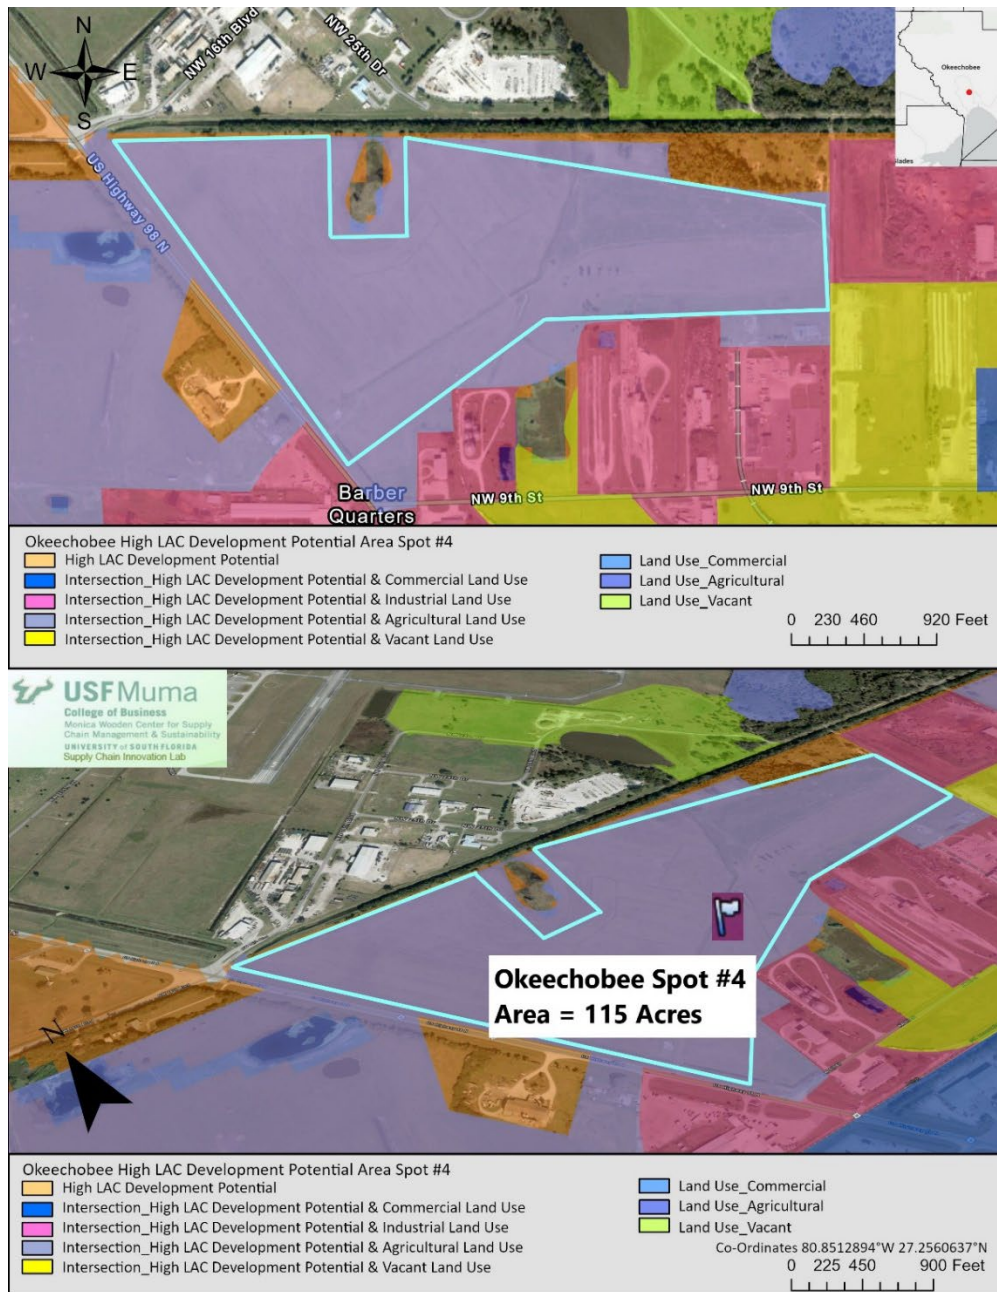 N
W E
S
NW 16th Blvd
NW 25th Dr
Okeechobee
Glades
US Highway 98 N
Barber
Quarters
NW 9th St
NW 9th St
Okeechobee High LAC Development Potential Area Spot #4
High LAC Development Potential
Intersection_High LAC Development Potential & Commercial Land Use
Intersection_High LAC Development Potential & Industrial Land Use
Intersection_High LAC Development Potential & Agricultural Land Use
Intersection_High LAC Development Potential & Vacant Land Use
Land Use_Commercial
Land Use_Agricultural
Land Use_Vacant
0 230 460 920 Feet
USF Muma
College of Business
Monica Wooden Center for Supply
Chain Management & Sustainability
UNIVERSITY of SOUTH FLORIDA
Supply Chain Innovation Lab
Okeechobee Spot #4
Area = 115 Acres
N
Okeechobee High LAC Development Potential Area Spot #4
High LAC Development Potential
Intersection_High LAC Development Potential & Commercial Land Use
Intersection_High LAC Development Potential & Industrial Land Use
Intersection_High LAC Development Potential & Agricultural Land Use
Intersection_High LAC Development Potential & Vacant Land Use
Land Use_Commercial
Land Use_Agricultural
Land Use_Vacant
Co-Ordinates 80.8512894°W 27.2560637°N
0 225 450 900 Feet